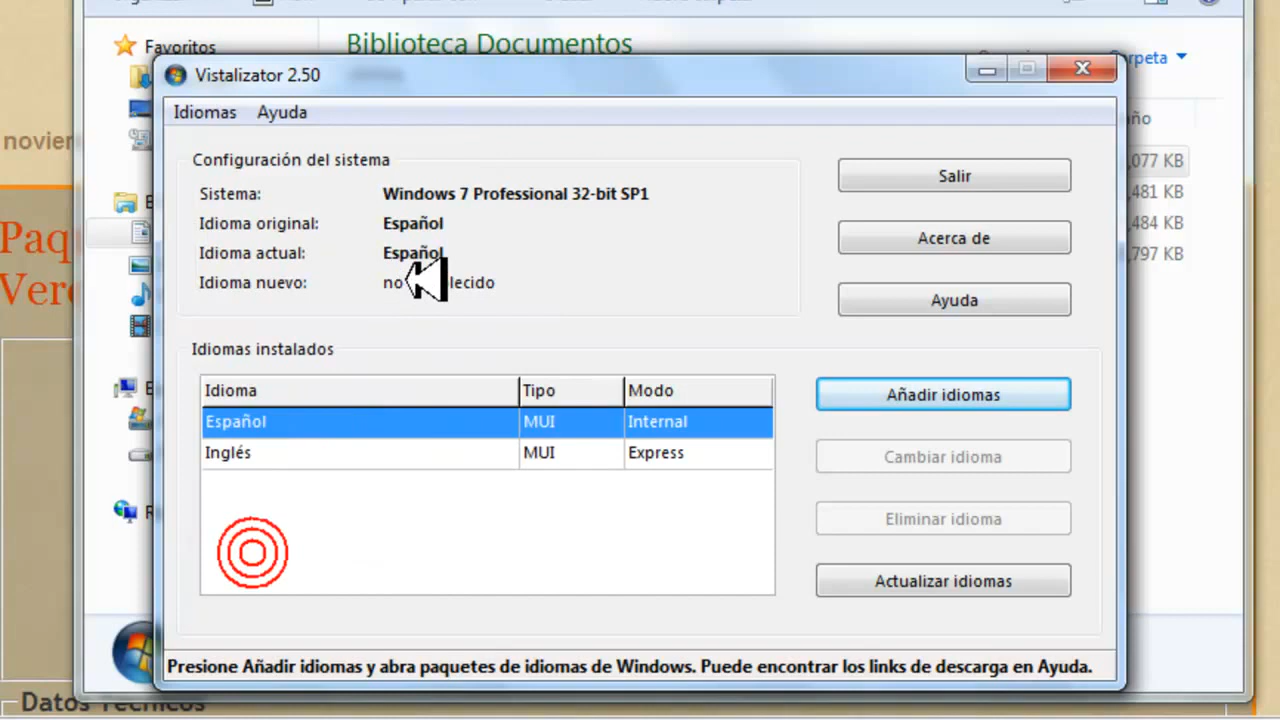 Biblioteca Documentos
Favoritos
Vistalizator 2.50
Idiomas Ayuda
Configuración del sistema
Sistema: Windows 7 Professional 32-bit SP1
Idioma original: Español
Idioma actual: Español
Idioma nuevo:
Salir
Acerca de
Ayuda
Idiomas instalados
Idioma Tipo Modo
Español MUI Internal
Inglés MUI Express
Añadir idiomas
Cambiar idioma
Eliminar idioma
Actualizar idiomas
Presione Añadir idiomas y abra paquetes de idiomas de Windows. Puede encontrar los links de descarga en Ayuda.
,077 KB
,481 KB
,484 KB
,797 KB
Datos Técnicos